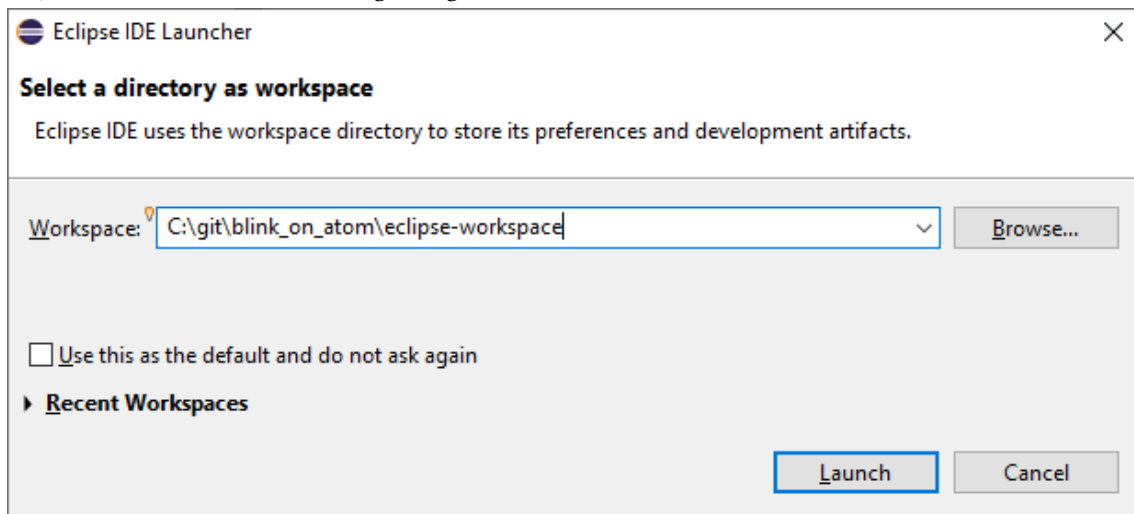 Eclipse IDE Launcher
Select a directory as workspace
Eclipse IDE uses the workspace directory to store its preferences and development artifacts.
Workspace: C:\git\blink_on_atom\eclipse-workspace Browse...
Use this as the default and do not ask again
Recent Workspaces
Launch Cancel